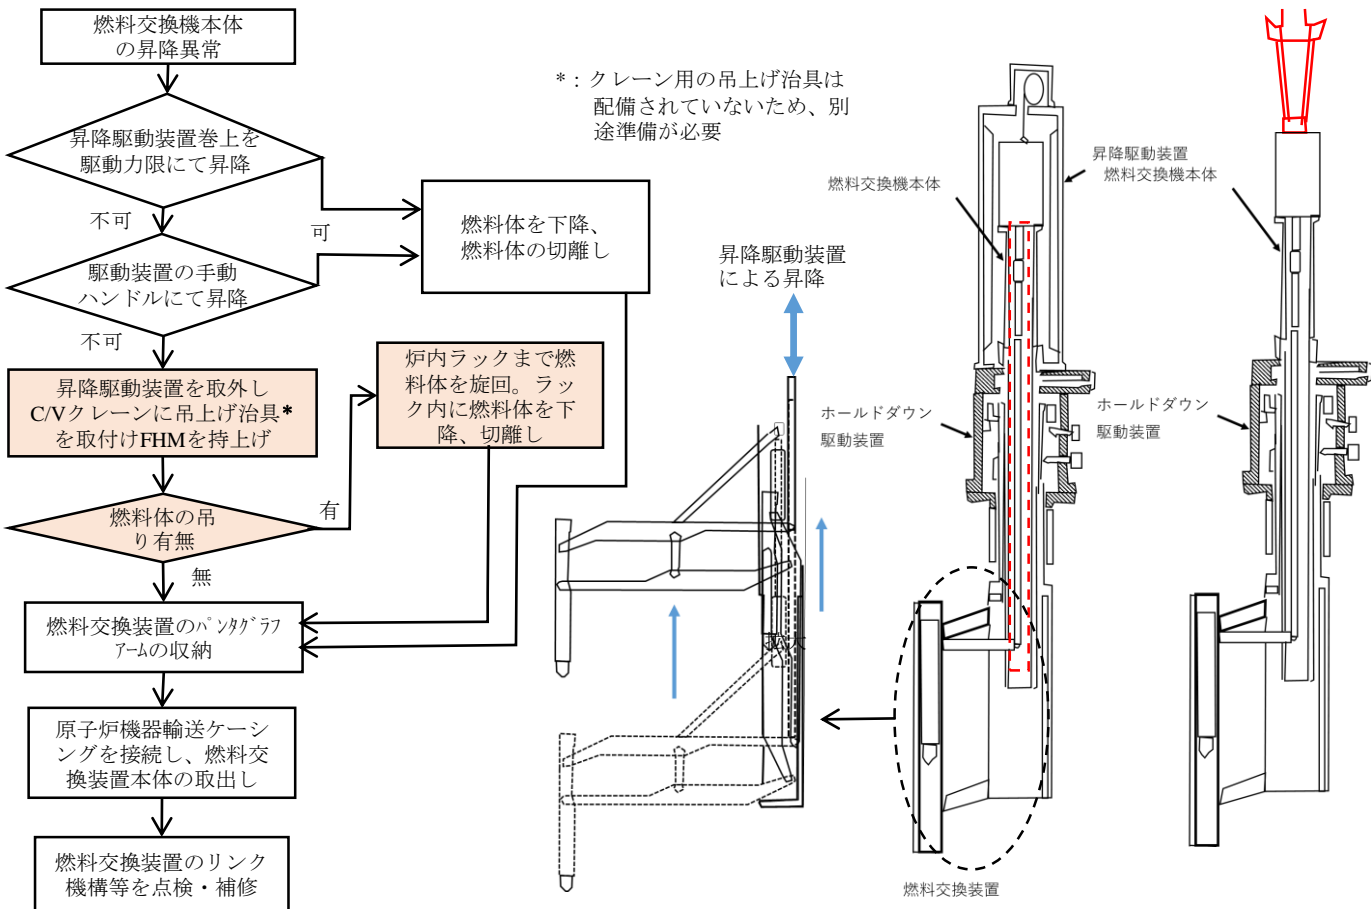 燃料交換機本体
の昇降異常
昇降駆動装置巻上を
駆動力限にて昇降
不可
可
駆動装置の手動
ハンドルにて昇降
不可
燃料体を下降、
燃料体の切離し
昇降駆動装置を取外し
C/Vクレーンに吊上げ治具*
を取付けFHMを持上げ
炉内ラックまで燃
料体を旋回。ラッ
ク内に燃料体を下
降、切離し
燃料体の吊
り有無
有
無
燃料交換装置のパンタグラフ
アームの収納
原子炉機器輸送ケーシ
ングを接続し、燃料交
換装置本体の取出し
燃料交換装置のリンク
機構等を点検・補修
*：クレーン用の吊上げ治具は
配備されていないため、別
途準備が必要
昇降駆動装置
による昇降
拡大
燃料交換機本体
昇降駆動装置
燃料交換機本体
ホールドダウン
駆動装置
ホールドダウン
駆動装置
燃料交換装置